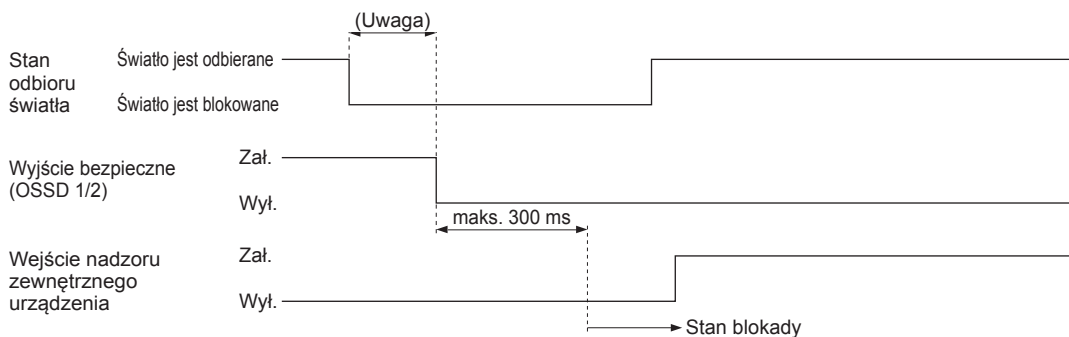 (Uwaga)
Stan odbioru światła
Światło jest odbierane
Światło jest blokowane
Wyjście bezpieczne
(OSSD 1/2)
Zał.
Wył.
maks. 300 ms
Wejście nadzoru
zewnętrznego
urządzenia
Zał.
Wył.
Stan blokady